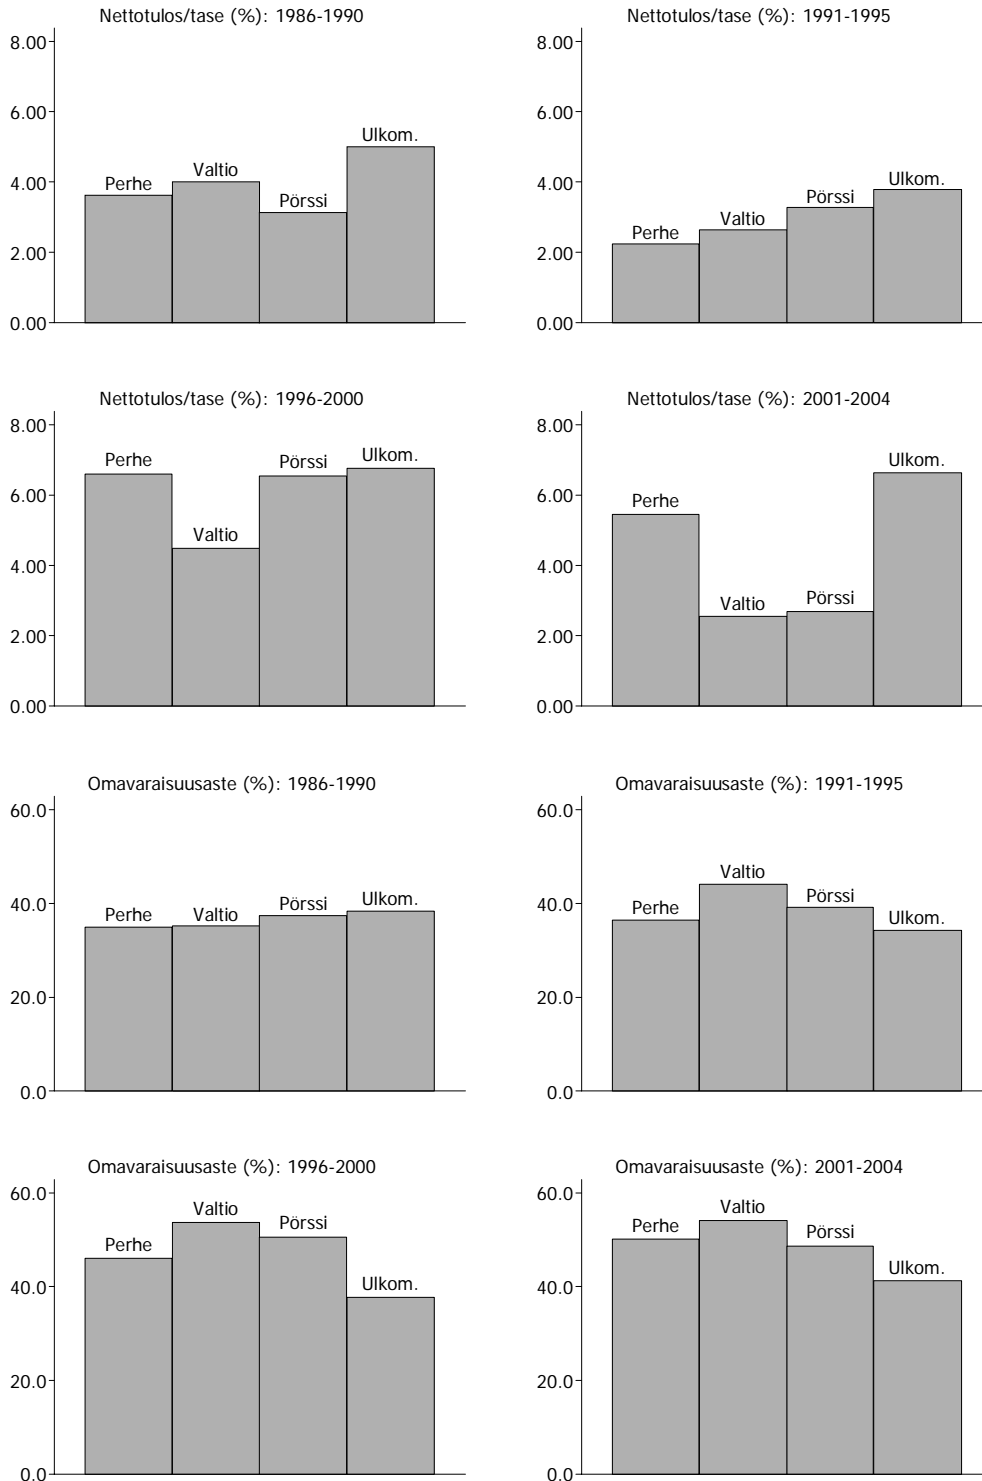 Nettotulos/tase (%): 1986-1990
8.00
6.00
4.00
2.00
0.00
Perhe
Valtio
Pörssi
Ulkom.
Nettotulos/tase (%): 1991-1995
8.00
6.00
4.00
2.00
0.00
Perhe
Valtio
Pörssi
Ulkom.
Nettotulos/tase (%): 1996-2000
8.00
6.00
4.00
2.00
0.00
Perhe
Valtio
Pörssi
Ulkom.
Nettotulos/tase (%): 2001-2004
8.00
6.00
4.00
2.00
0.00
Perhe
Valtio
Pörssi
Ulkom.
Omavaraisuusaste (%): 1986-1990
60.0
40.0
20.0
0.0
Perhe
Valtio
Pörssi
Ulkom.
Omavaraisuusaste (%): 1991-1995
60.0
40.0
20.0
0.0
Perhe
Valtio
Pörssi
Ulkom.
Omavaraisuusaste (%): 1996-2000
60.0
40.0
20.0
0.0
Perhe
Valtio
Pörssi
Ulkom.
Omavaraisuusaste (%): 2001-2004
60.0
40.0
20.0
0.0
Perhe
Valtio
Pörssi
Ulkom.